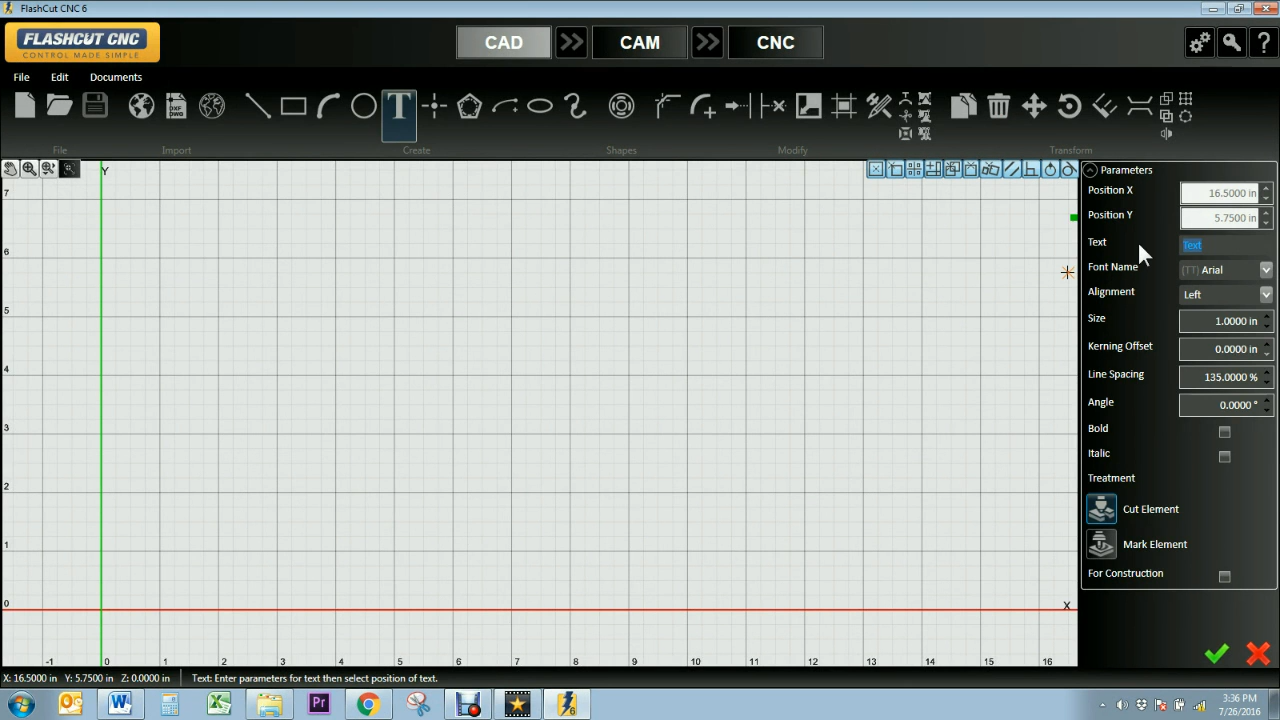 FlashCut CNC 6
FLASHCUT CNC
CONTROL MADE SIMPLE
CAD
CAM
CNC
File Edit Documents
DXF
DWG
T
File Import Create Shapes Modify Transform
Y
Parameters
Position X 16.5000 in
Position Y 5.7500 in
Text Text
Font Name (TT) Arial
Alignment Left
Size 1.0000 in
Kerning Offset 0.0000 in
Line Spacing 135.0000 %
Angle 0.0000 °
Bold
Italic
Treatment
Cut Element
Mark Element
For Construction
7
6
5
4
3
2
1
0
X
-1 0 1 2 3 4 5 6 7 8 9 10 11 12 13 14 15 16
X: 16.5000 in Y: 5.7500 in Z: 0.0000 in Text: Enter parameters for text then select position of text.
Pr
6
3:36 PM
7/26/2016